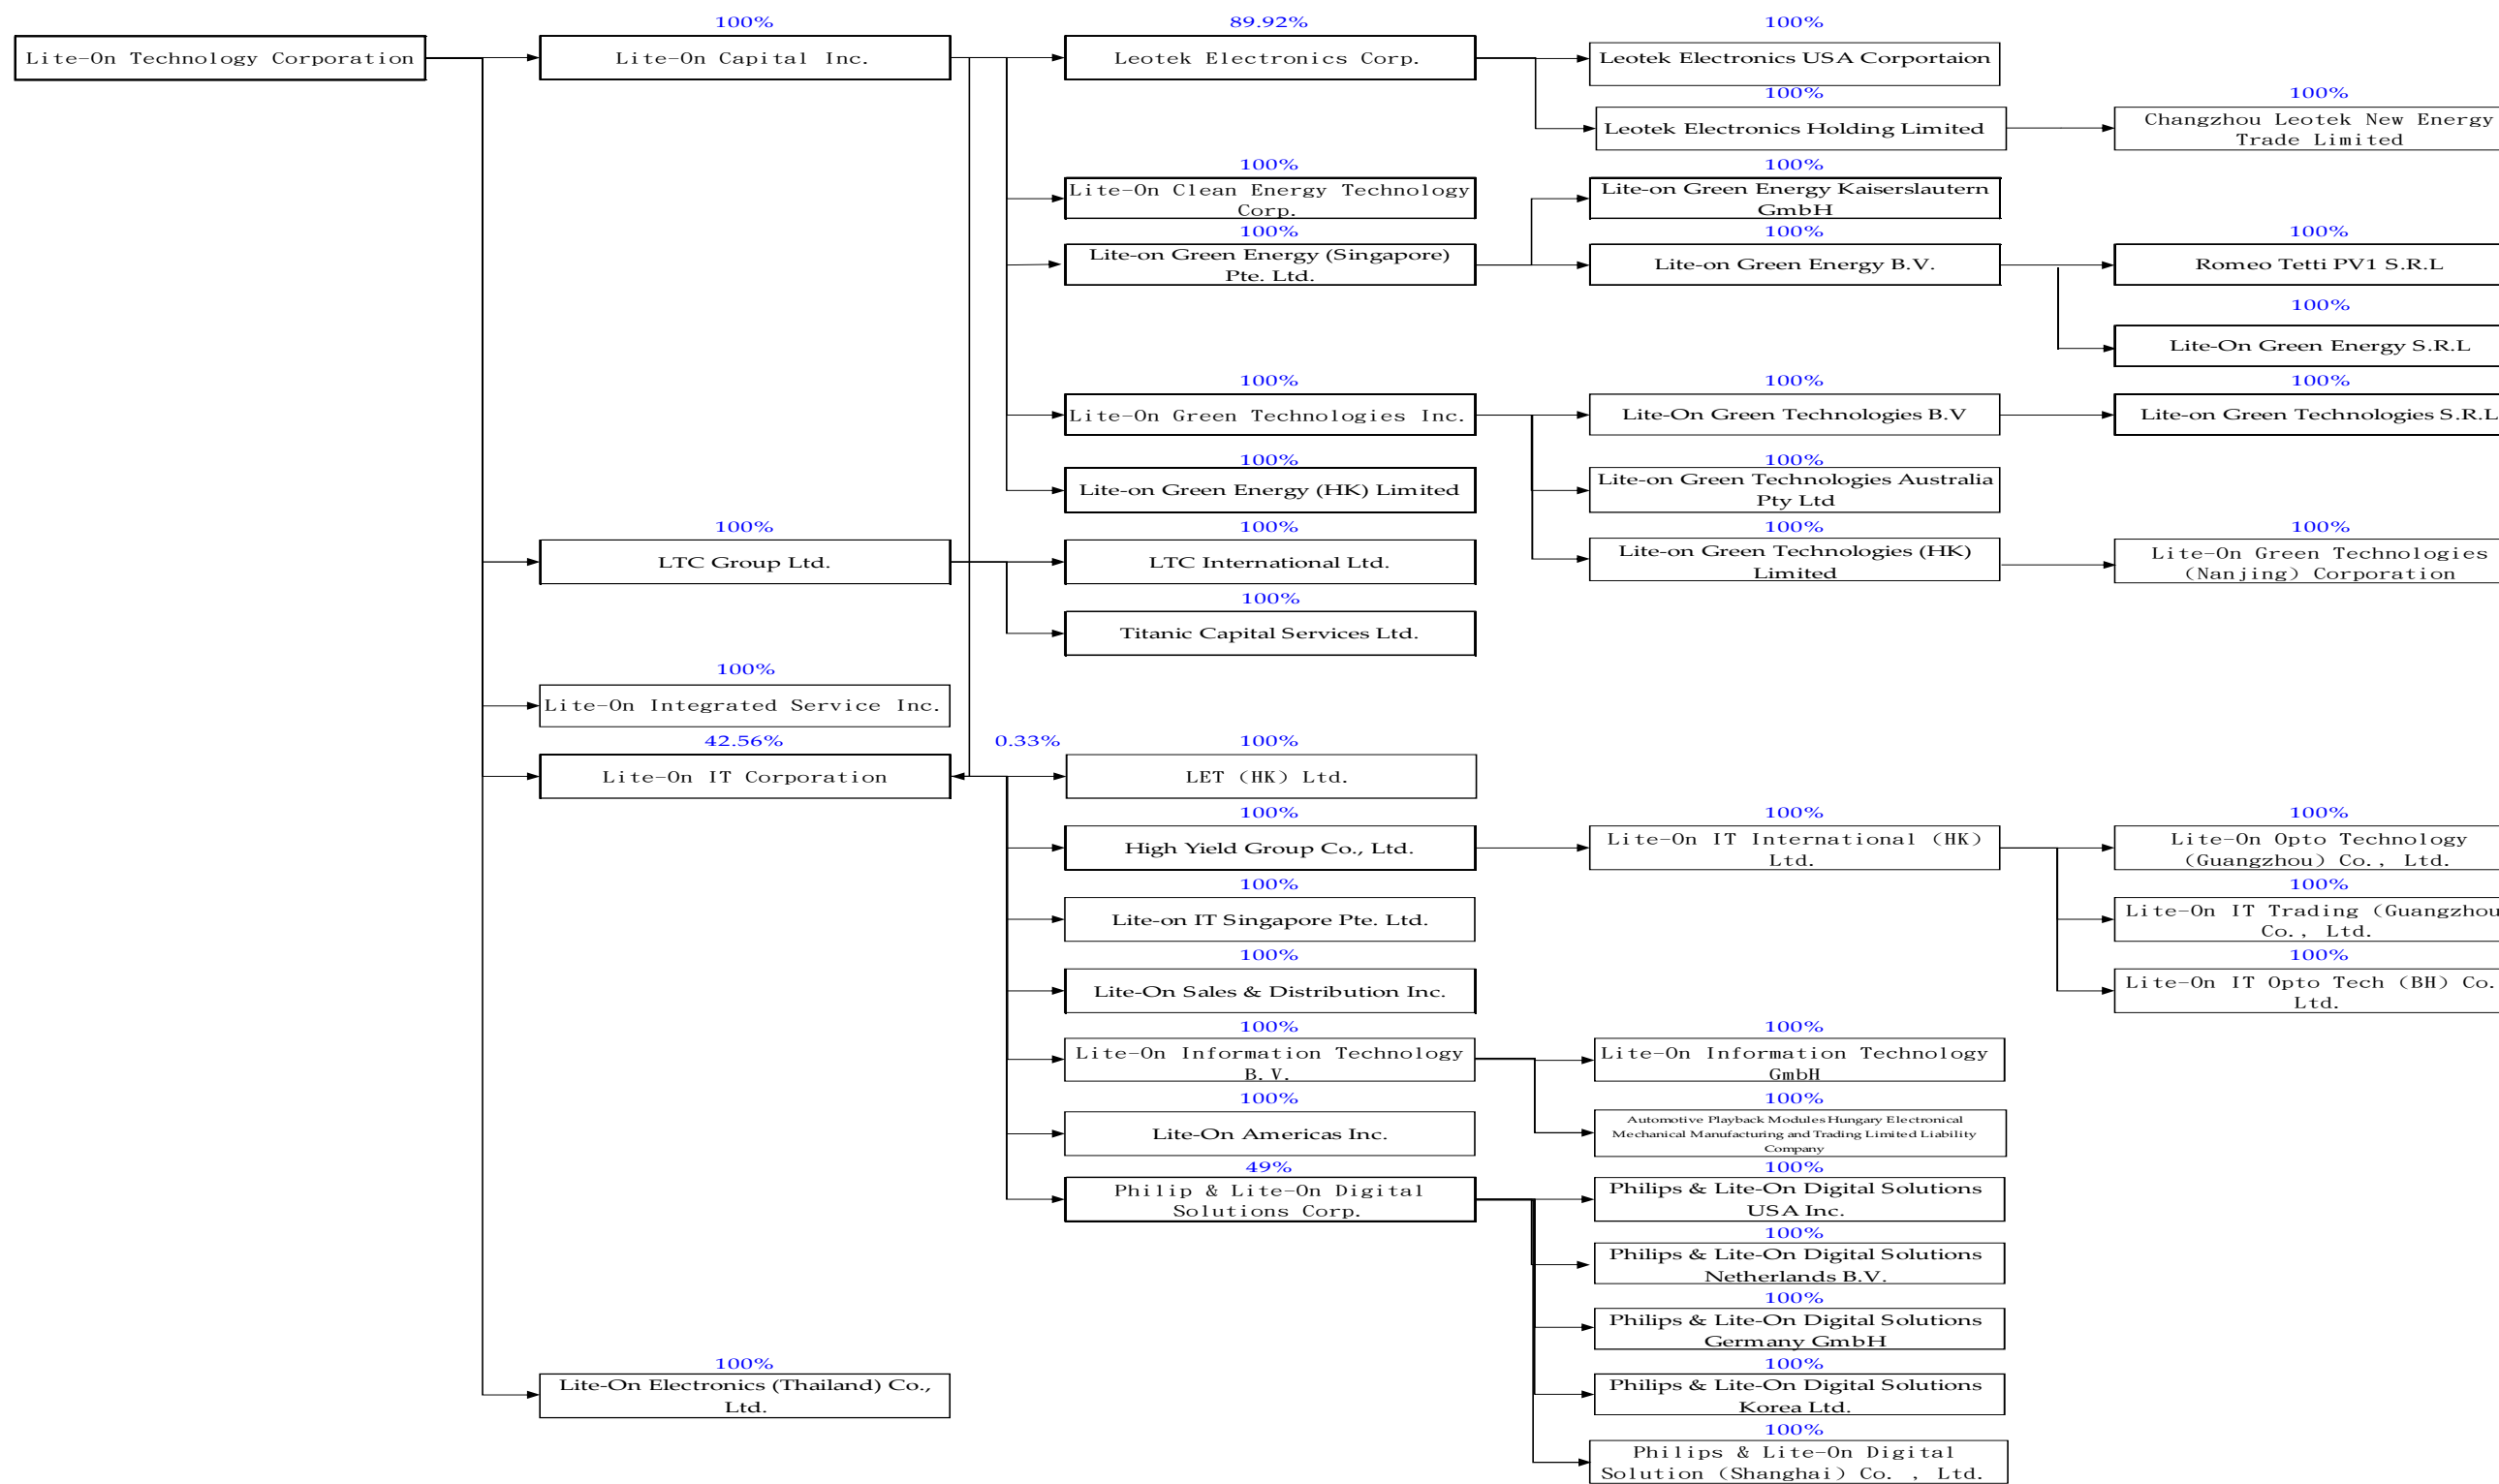 100%
89.92%
100%
Lite-On Technology Corporation
Lite-On Capital Inc.
Leotek Electronics Corp.
Leotek Electronics USA Corportaion
100%
100%
Leotek Electronics Holding Limited
Changzhou Leotek New Energy
Trade Limited
100%
100%
Lite-On Clean Energy Technology
Corp.
Lite-on Green Energy Kaiserslautern
GmbH
100%
100%
100%
Lite-on Green Energy (Singapore)
Pte. Ltd.
Lite-on Green Energy B.V.
Romeo Tetti PV1 S.R.L
100%
Lite-On Green Energy S.R.L
100%
100%
100%
Lite-On Green Technologies Inc.
Lite-On Green Technologies B.V
Lite-on Green Technologies S.R.L
100%
100%
Lite-on Green Energy (HK) Limited
Lite-on Green Technologies Australia
Pty Ltd
100%
100%
100%
100%
LTC Group Ltd.
LTC International Ltd.
Lite-on Green Technologies (HK)
Limited
Lite-On Green Technologies
(Nanjing) Corporation
100%
Titanic Capital Services Ltd.
100%
Lite-On Integrated Service Inc.
42.56%
0.33%
100%
Lite-On IT Corporation
LET (HK) Ltd.
100%
100%
100%
High Yield Group Co., Ltd.
Lite-On IT International (HK)
Ltd.
Lite-On Opto Technology
(Guangzhou) Co., Ltd.
100%
100%
Lite-on IT Singapore Pte. Ltd.
Lite-On IT Trading (Guangzhou
Co., Ltd.
100%
100%
Lite-On Sales & Distribution Inc.
Lite-On IT Opto Tech (BH) Co.
Ltd.
100%
100%
Lite-On Information Technology
B.V.
Lite-On Information Technology
GmbH
100%
100%
Lite-On Americas Inc.
Automotive Playback Modules Hungary Electronical
Mechanical Manufacturing and Trading Limited Liability
Company
49%
100%
Philip & Lite-On Digital
Solutions Corp.
Philips & Lite-On Digital Solutions
USA Inc.
100%
Philips & Lite-On Digital Solutions
Netherlands B.V.
100%
Philips & Lite-On Digital Solutions
Germany GmbH
100%
100%
Lite-On Electronics (Thailand) Co.,
Ltd.
Philips & Lite-On Digital Solutions
Korea Ltd.
100%
Philips & Lite-On Digital
Solution (Shanghai) Co. , Ltd.